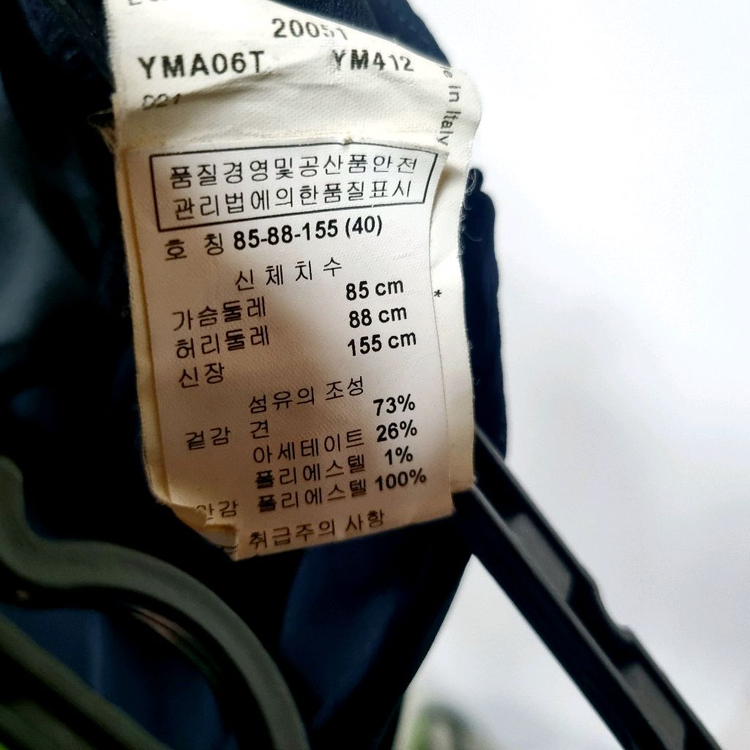 20051
YMA06T YM412
in Italy
품질경영및공산품안전
관리법에의한품질표시
호 칭 85-88-155 (40)
신 체 치 수
가슴둘레 85 cm
허리둘레 88 cm
신장 155 cm
섬유의 조성
겉감 견 73%
아세테이트 26%
폴리에스텔 1%
안감 폴리에스텔 100%
취급주의 사항